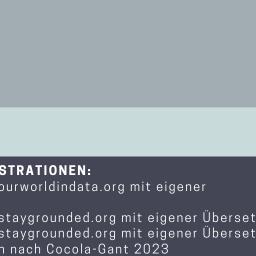 STRATIONEN:
ourworldindata.org mit eigener
staygrounded.org mit eigener Überset
staygrounded.org mit eigener Überset
n nach Cocola-Gant 2023